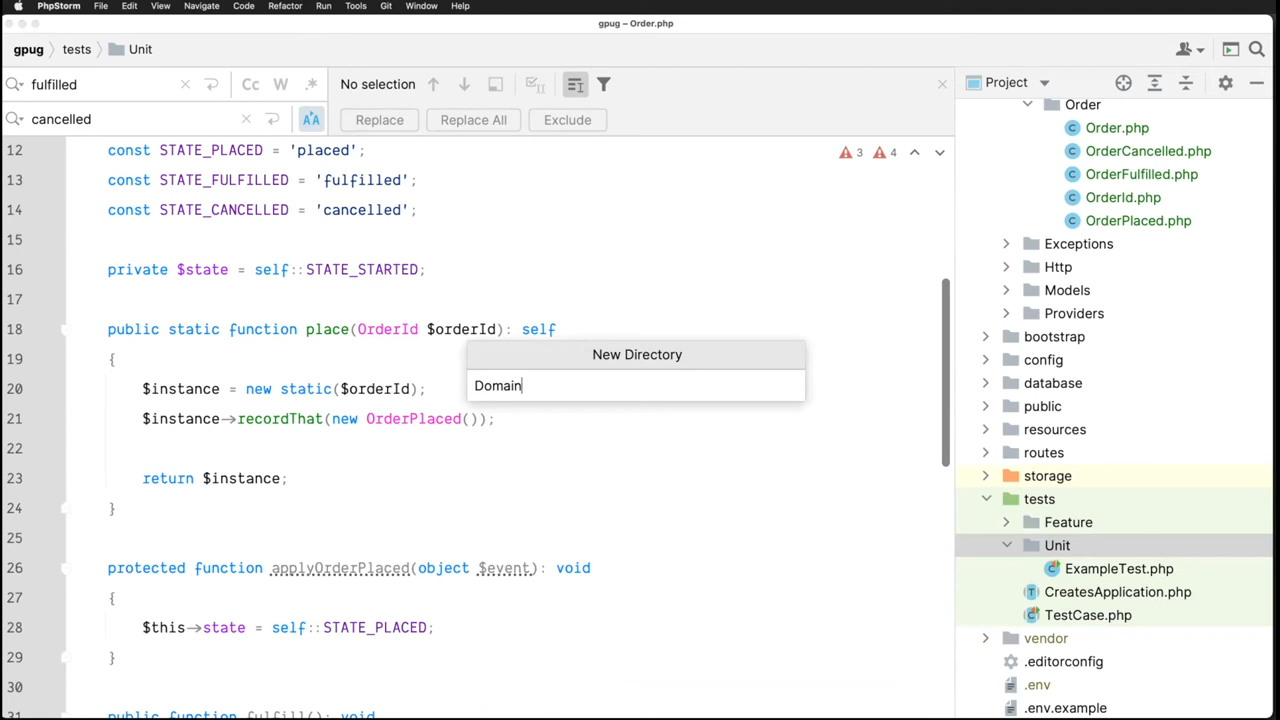 PhpStorm File Edit View Navigate Code Refactor Run Tools Git Window Help
gpug – Order.php
gpug tests Unit
fulfilled Cc W .* No selection
cancelled Replace Replace All Exclude
3 4
12 const STATE_PLACED = 'placed';
13 const STATE_FULFILLED = 'fulfilled';
14 const STATE_CANCELLED = 'cancelled';
15
16 private $state = self::STATE_STARTED;
17
18 public static function place(OrderId $orderId): self
19 {
20 $instance = new static($orderId);
21 $instance->recordThat(new OrderPlaced());
22
23 return $instance;
24 }
25
26 protected function applyOrderPlaced(object $event): void
27 {
28 $this->state = self::STATE_PLACED;
29 }
30
31 public function fulfill(): void
New Directory
Domain
Project
Order
Order.php
OrderCancelled.php
OrderFulfilled.php
OrderId.php
OrderPlaced.php
Exceptions
Http
Models
Providers
bootstrap
config
database
public
resources
routes
storage
tests
Feature
Unit
ExampleTest.php
CreatesApplication.php
TestCase.php
vendor
.editorconfig
.env
.env.example